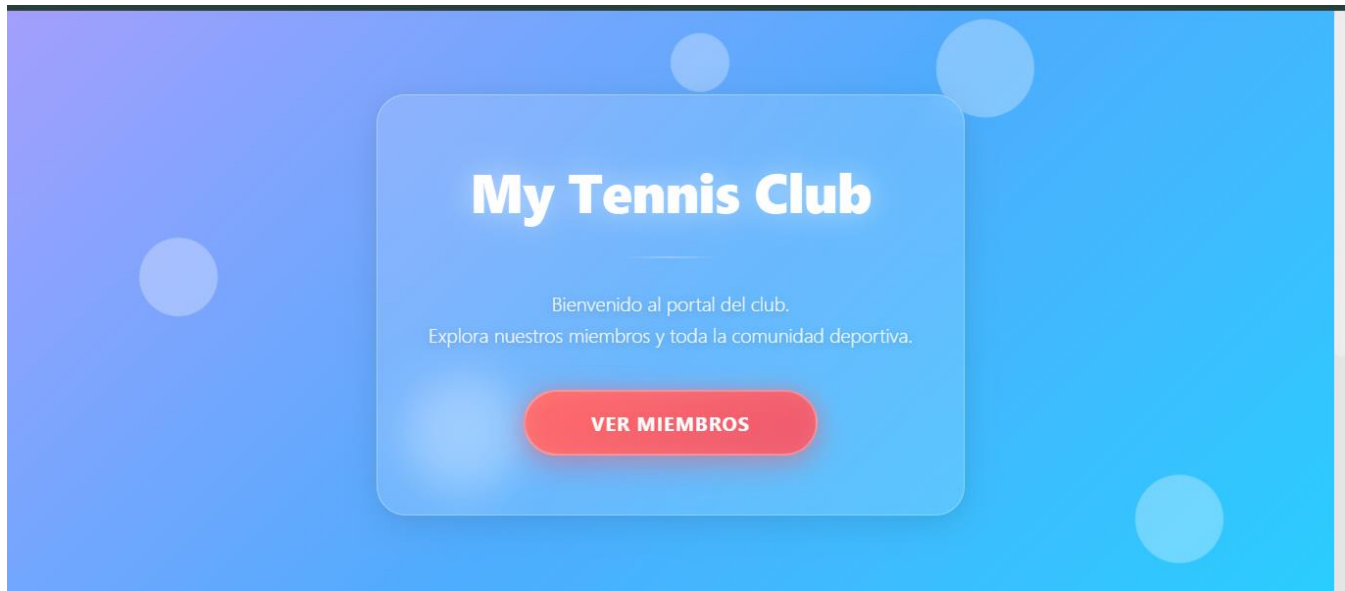 My Tennis Club
Bienvenido al portal del club.
Explora nuestros miembros y toda la comunidad deportiva.
VER MIEMBROS